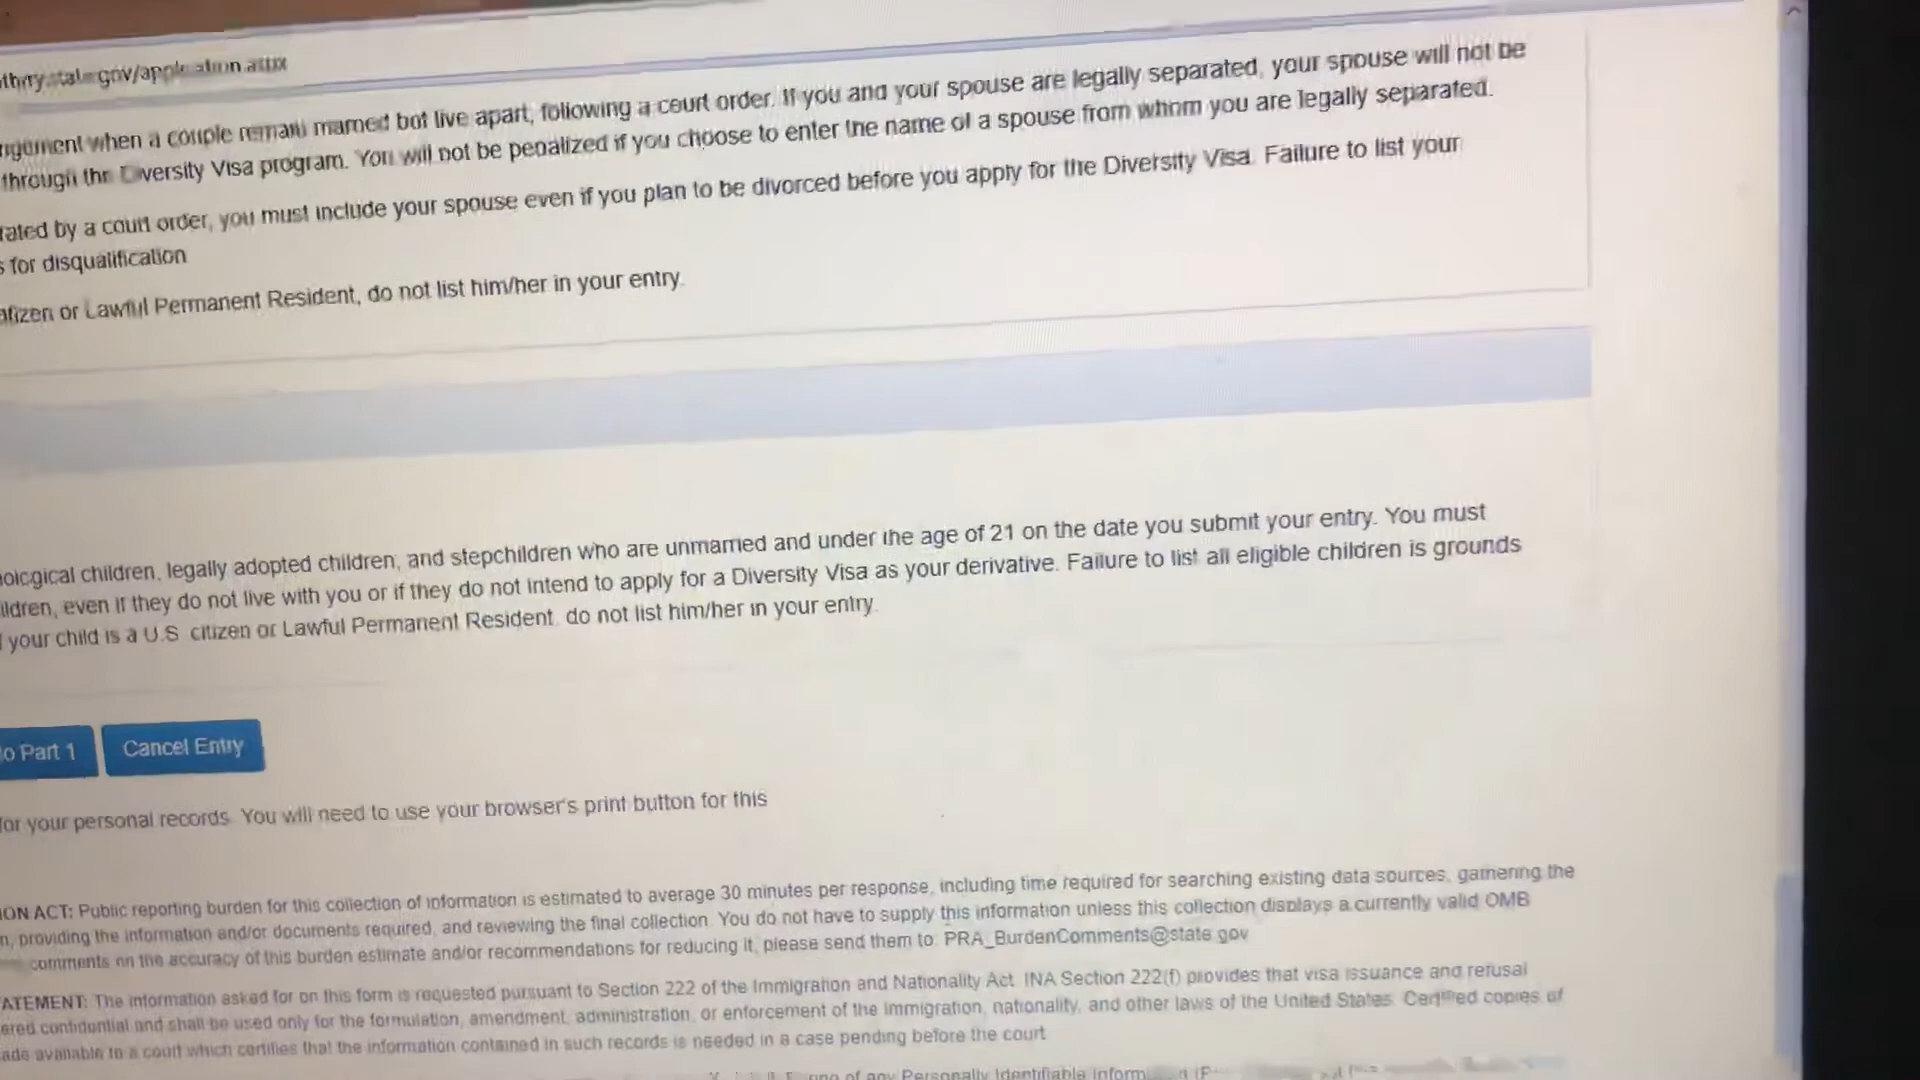 when a couple remain married but live apart, following a court order. If you and your spouse are legally separated, your spouse will not be
through the Diversity Visa program. You will not be penalized if you choose to enter the name of a spouse from whom you are legally separated.
by a court order, you must include your spouse even if you plan to be divorced before you apply for the Diversity Visa. Failure to list your
for disqualification
or Lawful Permanent Resident, do not list him/her in your entry.
children, legally adopted children, and stepchildren who are unmarried and under the age of 21 on the date you submit your entry. You must
even if they do not live with you or if they do not intend to apply for a Diversity Visa as your derivative. Failure to list all eligible children is grounds
your child is a U.S. citizen or Lawful Permanent Resident, do not list him/her in your entry.
o Part 1
Cancel Entry
for your personal records. You will need to use your browser's print button for this
ION ACT: Public reporting burden for this collection of information is estimated to average 30 minutes per response, including time required for searching existing data sources, gathering the
n, providing the information and/or documents required, and reviewing the final collection. You do not have to supply this information unless this collection displays a currently valid OMB
comments on the accuracy of this burden estimate and/or recommendations for reducing it, please send them to: PRA_BurdenComments@state.gov
ATEMENT: The information asked for on this form is requested pursuant to Section 222 of the Immigration and Nationality Act. INA Section 222(f) provides that visa issuance and refusal
ered confidential and shall be used only for the formulation, amendment, administration, or enforcement of the immigration, nationality, and other laws of the United States. Certified copies of
ade available to a court which certifies that the information contained in such records is needed in a case pending before the court
of any Personally Identifiable